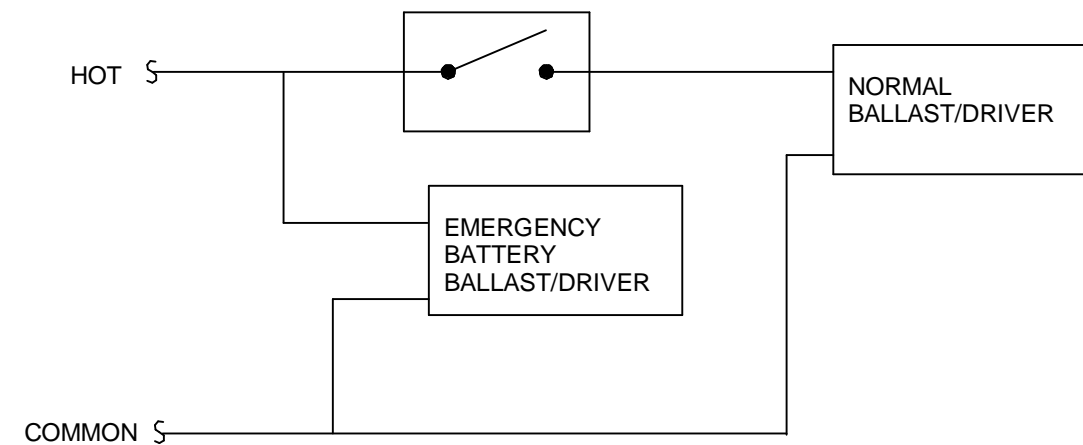 HOT
NORMAL
BALLAST/DRIVER
EMERGENCY
BATTERY
BALLAST/DRIVER
COMMON